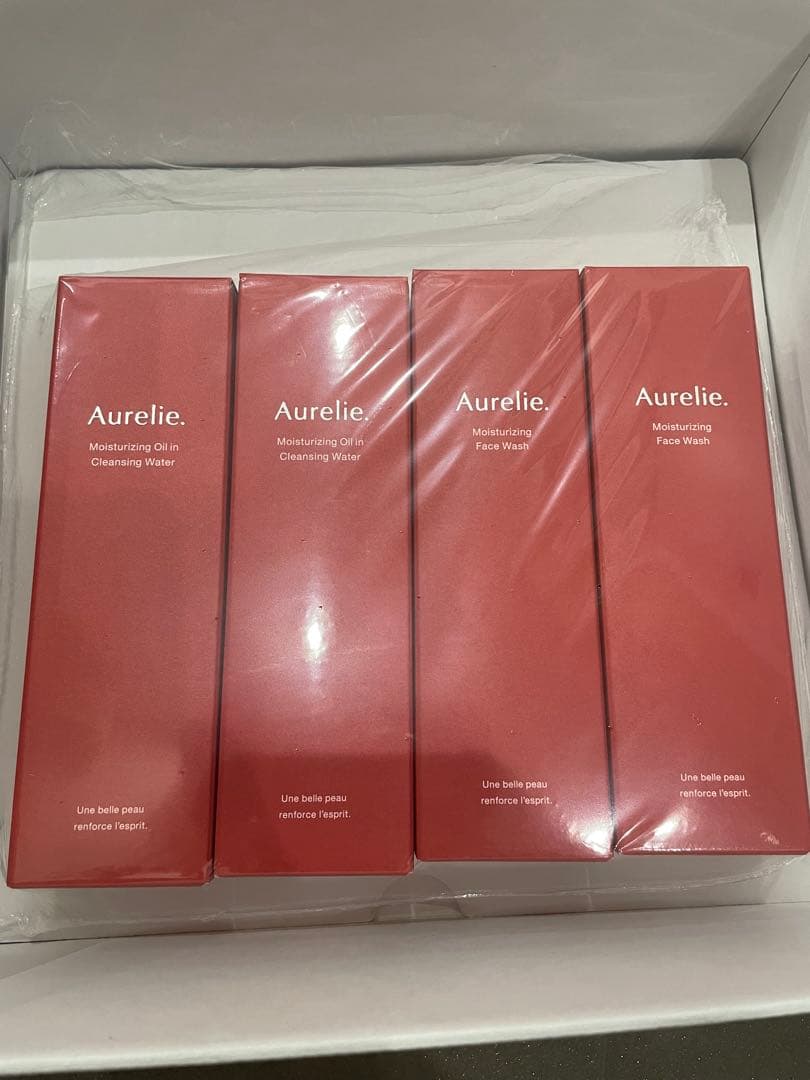 Aurelie.
Moisturizing Oil in
Cleansing Water
Une belle peau
renforce l'esprit.
Aurelie.
Moisturizing Oil in
Cleansing Water
Une belle peau
renforce l'esprit.
Aurelie.
Moisturizing
Face Wash
Une belle peau
renforce l'esprit.
Aurelie.
Moisturizing
Face Wash
Une belle peau
renforce l'esprit.